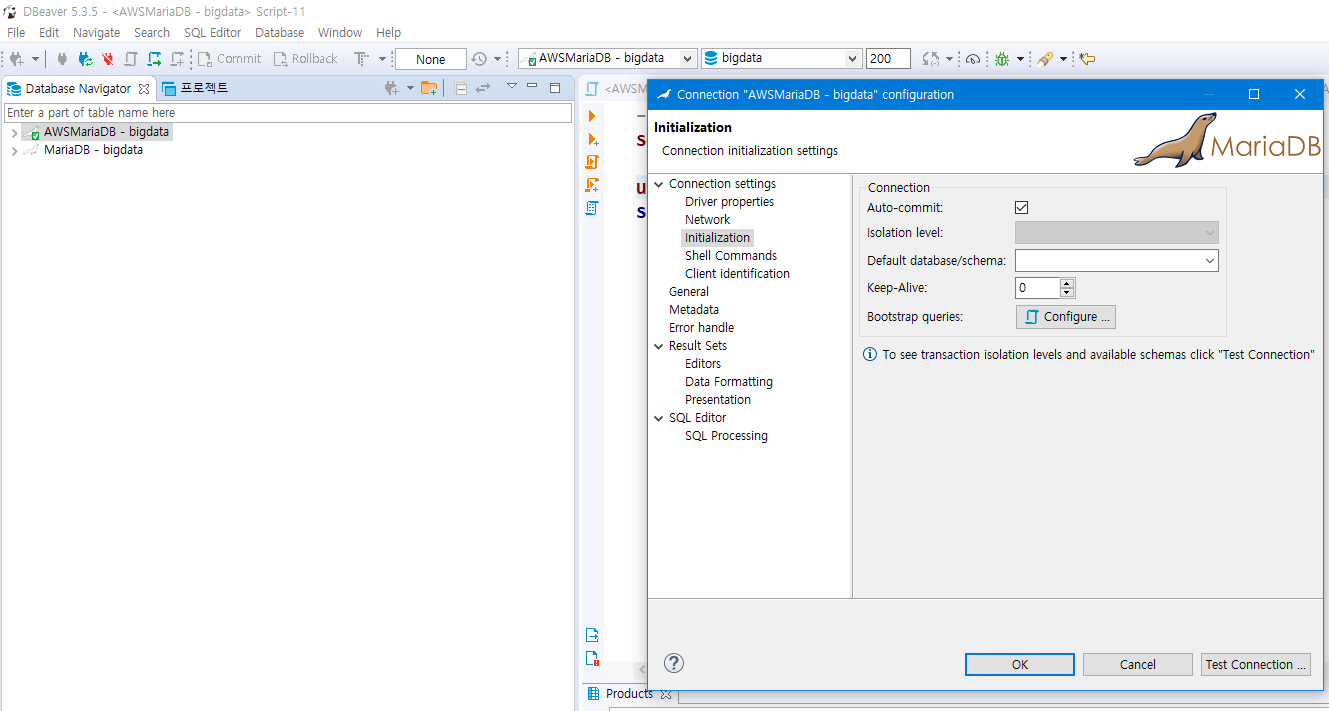 DBeaver 5.3.5 - <AWSMariaDB - bigdata> Script-11
File Edit Navigate Search SQL Editor Database Window Help
Commit Rollback None AWSMariaDB - bigdata bigdata 200
Database Navigator 프로젝트
Enter a part of table name here
AWSMariaDB - bigdata
MariaDB - bigdata
<AWSM
Connection "AWSMariaDB - bigdata" configuration
Initialization
Connection initialization settings
MariaDB
Connection settings
Driver properties
Network
Initialization
Shell Commands
Client identification
General
Metadata
Error handle
Result Sets
Editors
Data Formatting
Presentation
SQL Editor
SQL Processing
Connection
Auto-commit:
Isolation level:
Default database/schema:
Keep-Alive: 0
Bootstrap queries: Configure ...
To see transaction isolation levels and available schemas click "Test Connection"
OK Cancel Test Connection ...
Products